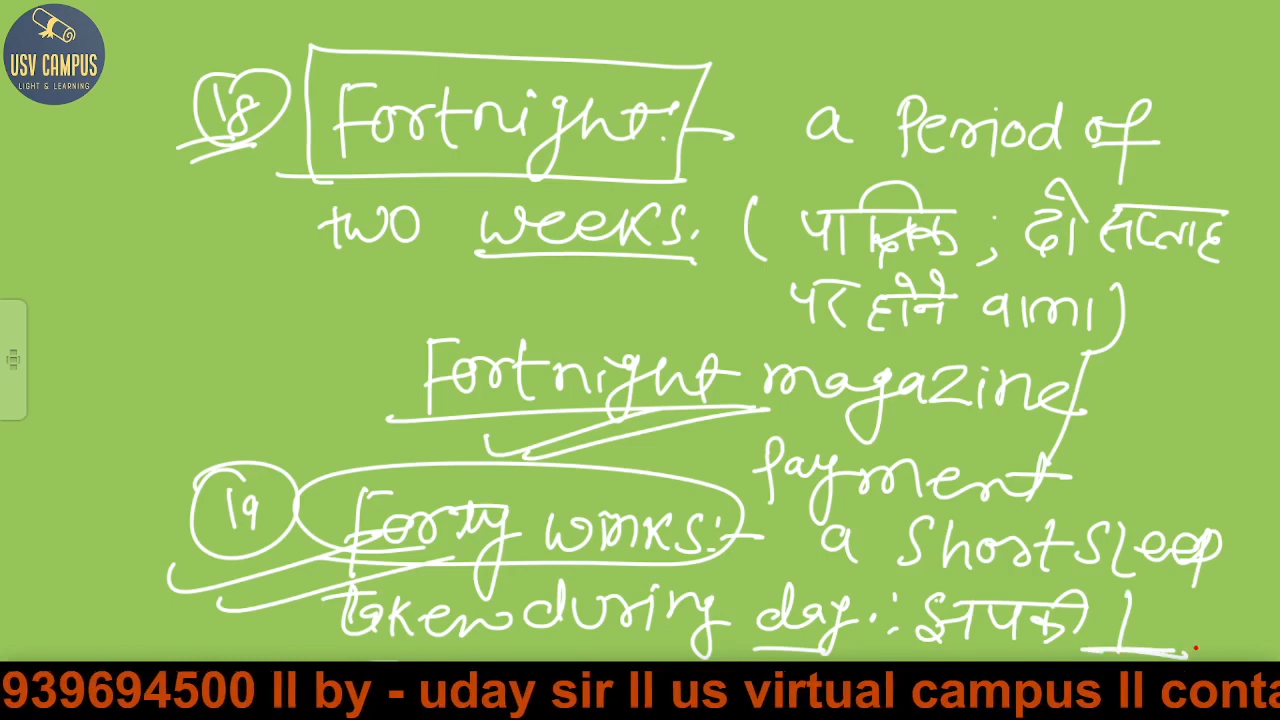 USV CAMPUS
LIGHT & LEARNING
18 Fortnight:- a Period of
two weeks. (पाक्षिक ; दो सप्ताह
पर होने वाला)
Fortnight magazine
Payment
19 Forty winks:- a Short Sleep
taken during day. : झपकी।
939694500 ll by - uday sir ll us virtual campus ll conta